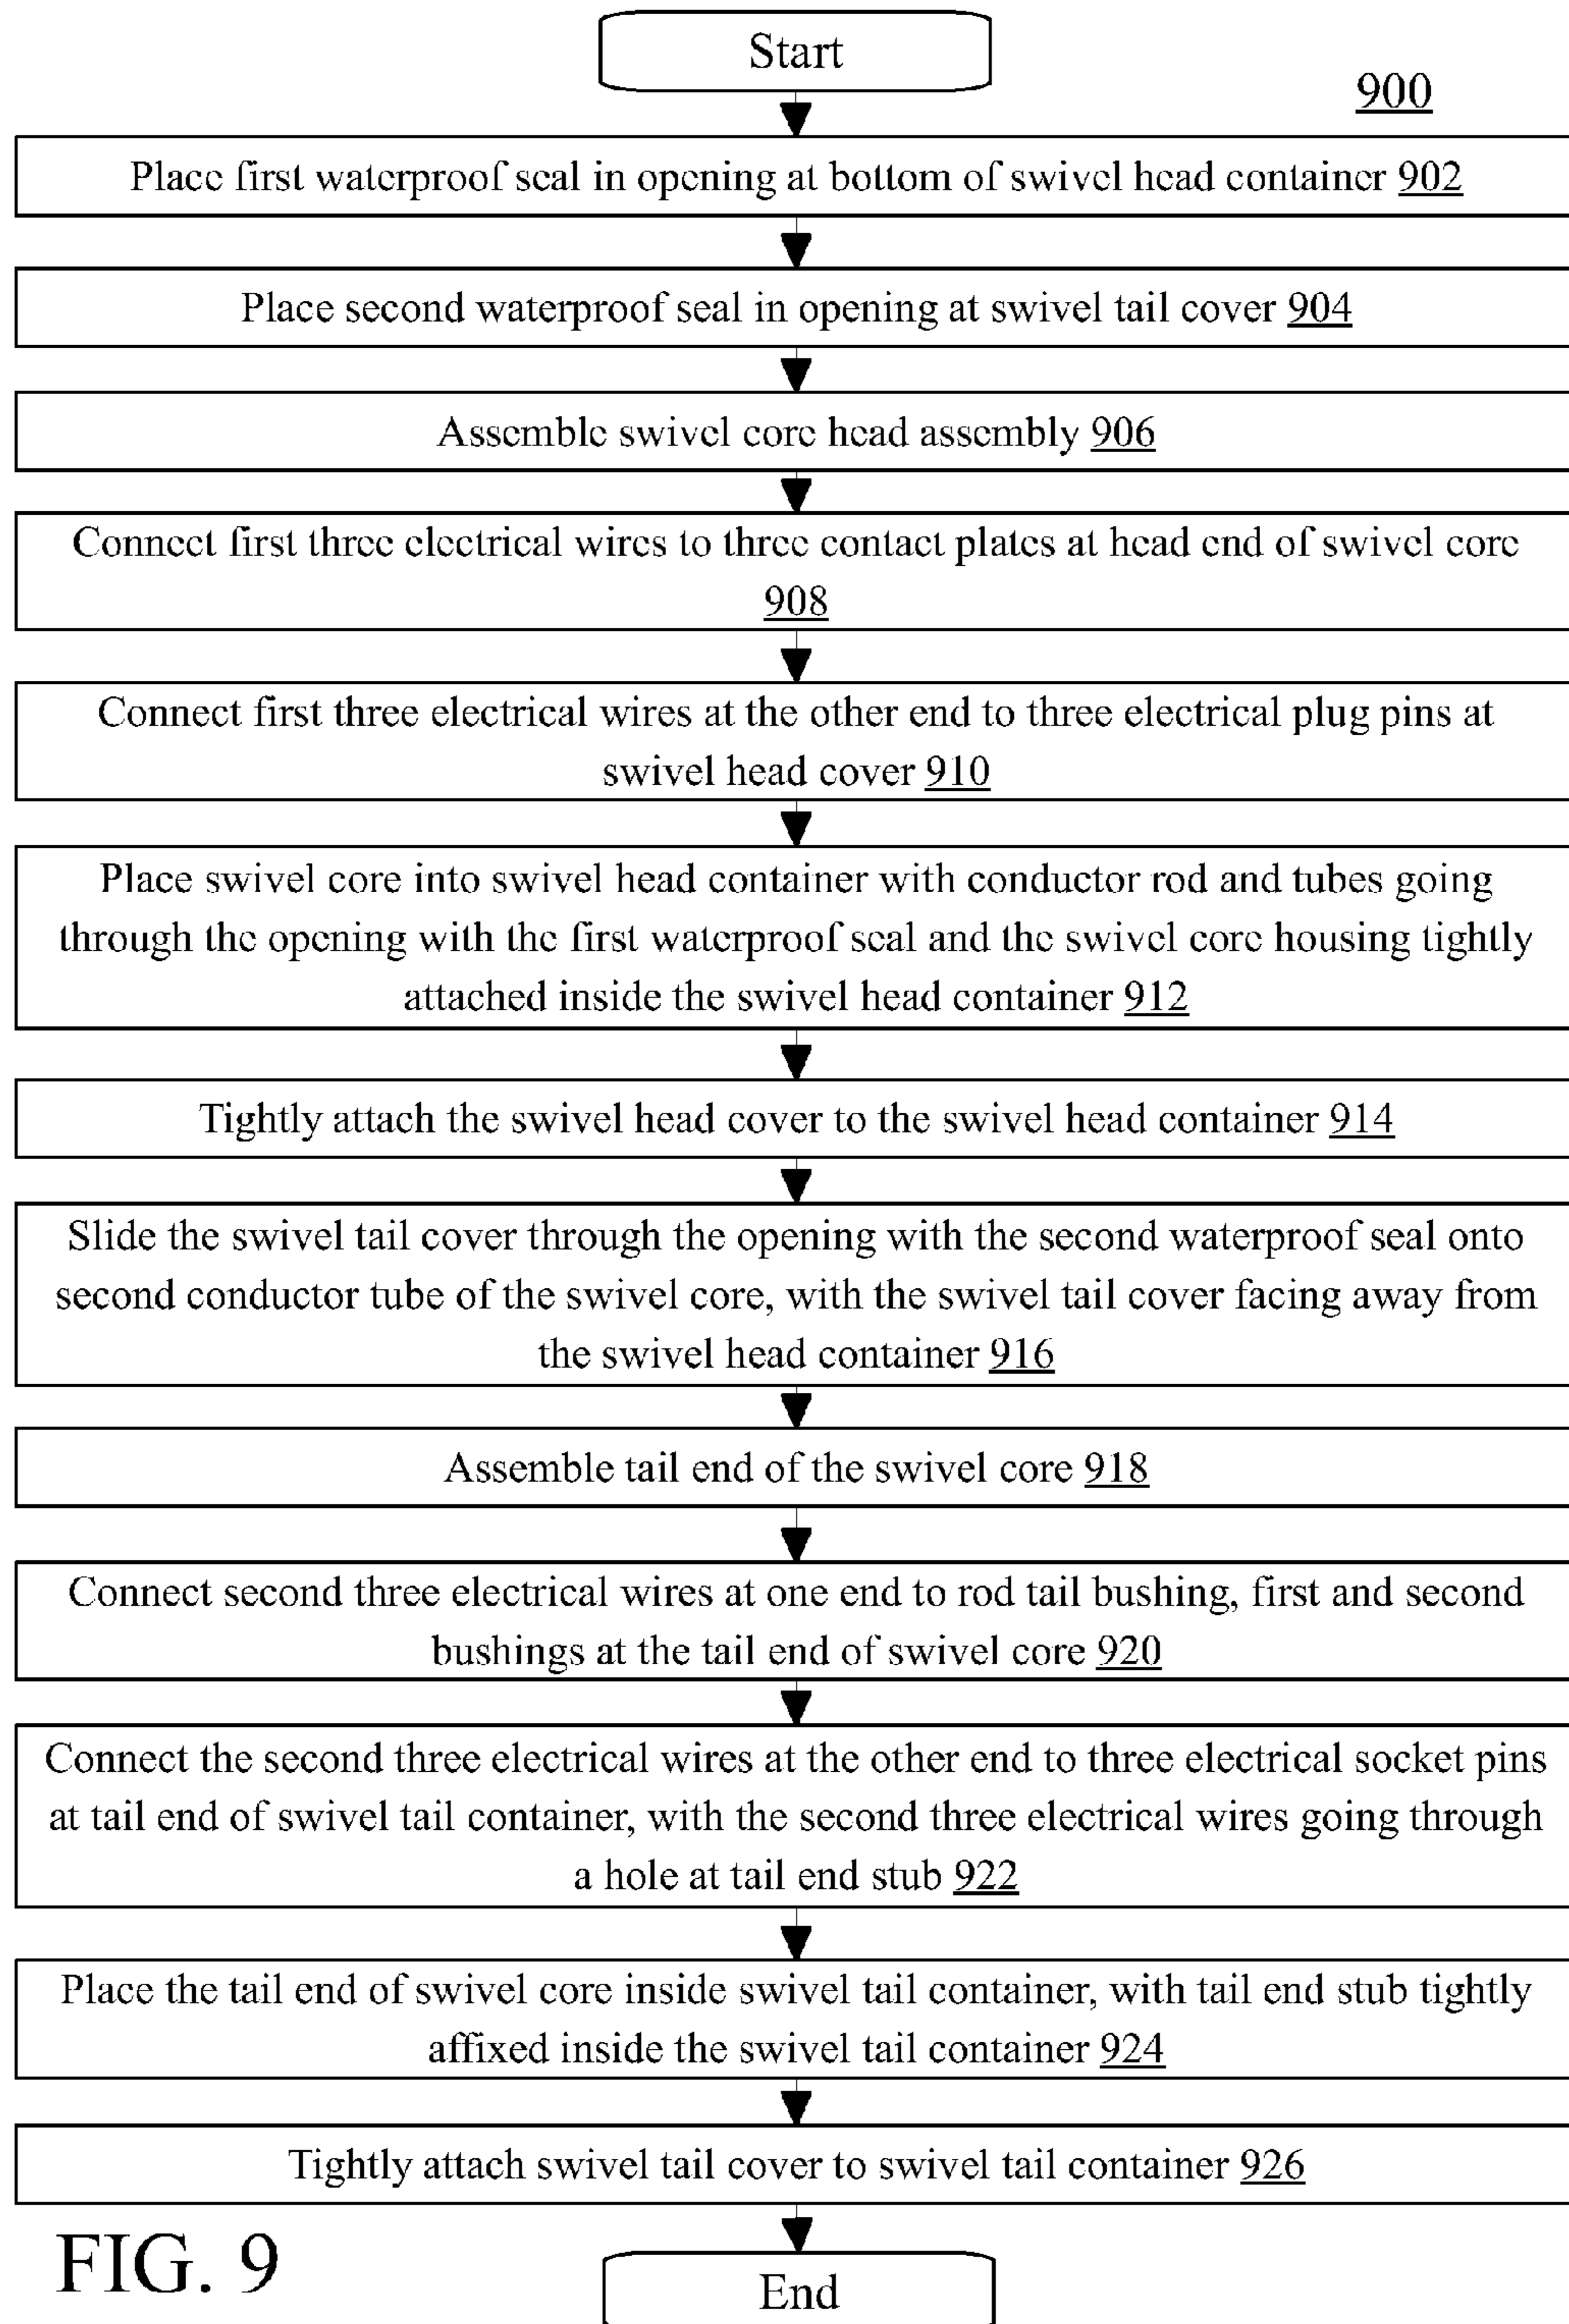 Start
900
Place first waterproof seal in opening at bottom of swivel head container 902
Place second waterproof seal in opening at swivel tail cover 904
Assemble swivel core head assembly 906
Connect first three electrical wires to three contact plates at head end of swivel core
908
Connect first three electrical wires at the other end to three electrical plug pins at
swivel head cover 910
Place swivel core into swivel head container with conductor rod and tubes going
through the opening with the first waterproof seal and the swivel core housing tightly
attached inside the swivel head container 912
Tightly attach the swivel head cover to the swivel head container 914
Slide the swivel tail cover through the opening with the second waterproof seal onto
second conductor tube of the swivel core, with the swivel tail cover facing away from
the swivel head container 916
Assemble tail end of the swivel core 918
Connect second three electrical wires at one end to rod tail bushing, first and second
bushings at the tail end of swivel core 920
Connect the second three electrical wires at the other end to three electrical socket pins
at tail end of swivel tail container, with the second three electrical wires going through
a hole at tail end stub 922
Place the tail end of swivel core inside swivel tail container, with tail end stub tightly
affixed inside the swivel tail container 924
Tightly attach swivel tail cover to swivel tail container 926
FIG. 9
End